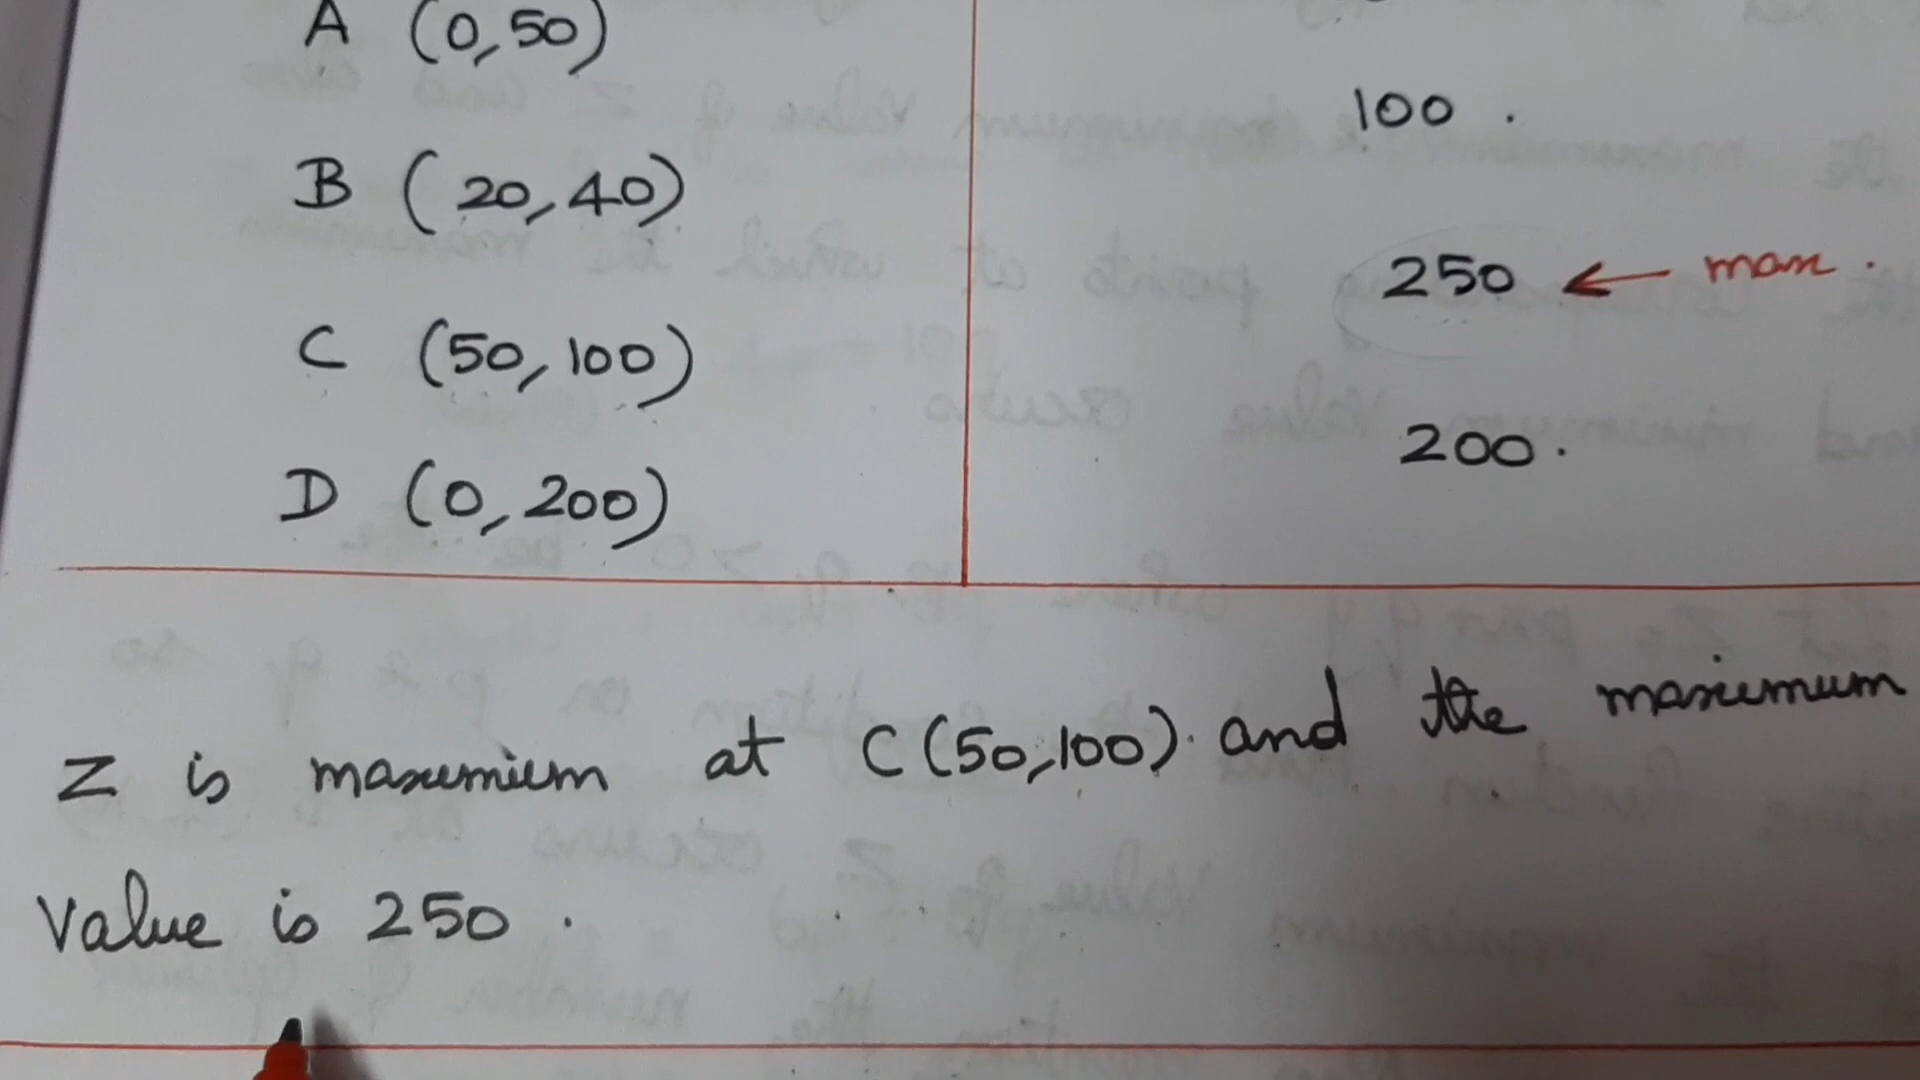 A (0,50)
100 .
B (20,40)
250 ← max.
C (50,100)
200.
D (0,200)
Z is maximum at C(50,100). and the maximum
Value is 250 .